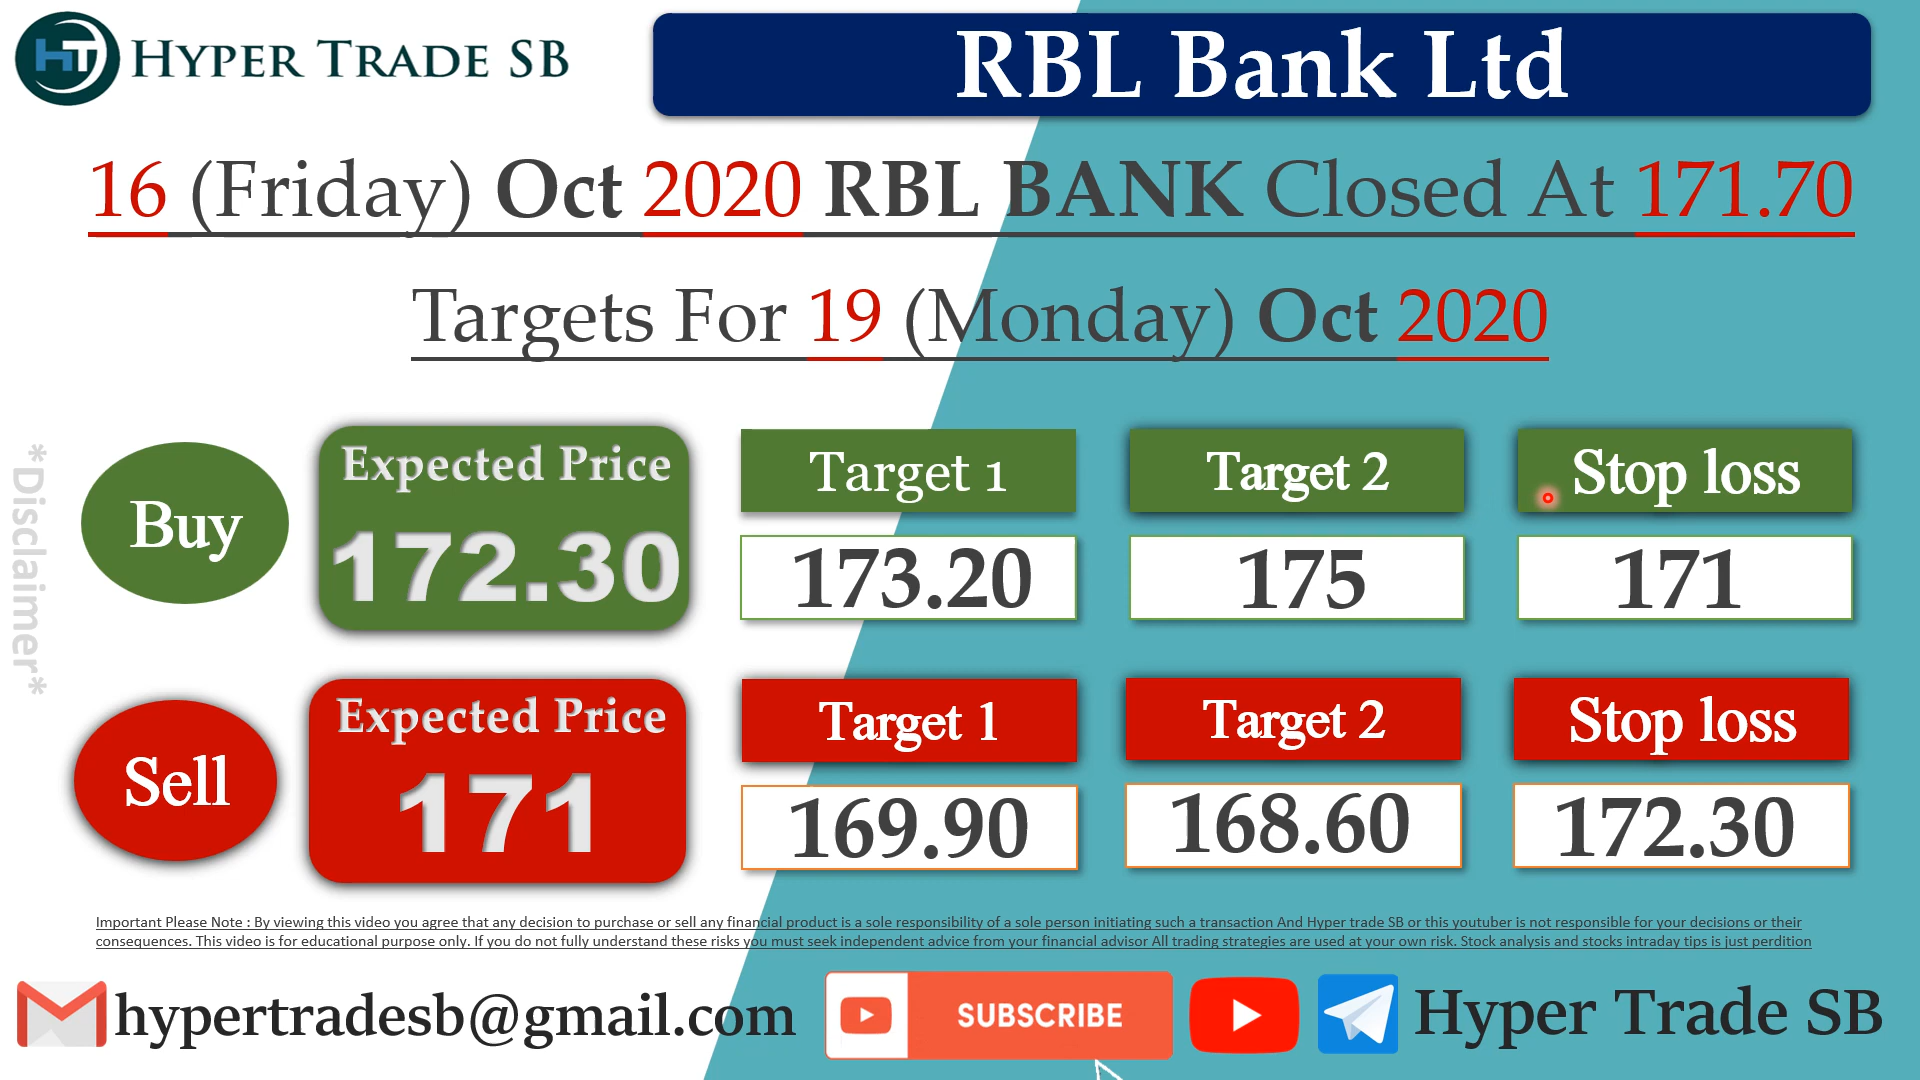 HT HYPER TRADE SB
RBL Bank Ltd
16 (Friday) Oct 2020 RBL BANK Closed At 171.70
Targets For 19 (Monday) Oct 2020
*Disclaimer*
Buy
Expected Price
172.30
Target 1
173.20
Target 2
175
Stop loss
171
Sell
Expected Price
171
Target 1
169.90
Target 2
168.60
Stop loss
172.30
Important Please Note : By viewing this video you agree that any decision to purchase or sell any financial product is a sole responsibility of a sole person initiating such a transaction And Hyper trade SB or this youtuber is not responsible for your decisions or their
consequences. This video is for educational purpose only. If you do not fully understand these risks you must seek independent advice from your financial advisor All trading strategies are used at your own risk. Stock analysis and stocks intraday tips is just perdition
hypertradesb@gmail.com
SUBSCRIBE
Hyper Trade SB